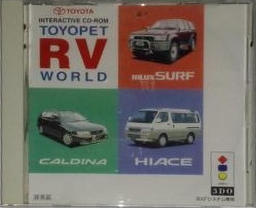 TOYOTA
INTERACTIVE CD-ROM
TOYOPET
RV
WORLD
HILUX SURF
CALDINA
HIACE
非売品
3DO